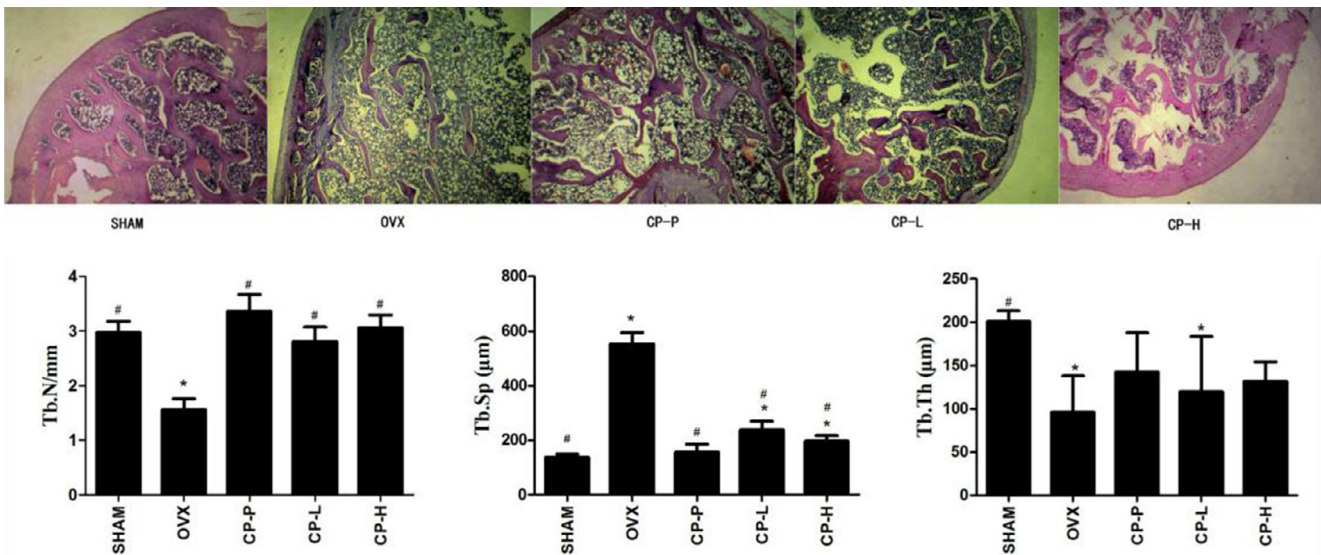 SHAM OVX CP-P CP-L CP-H
Tb.N/mm
4
3
2
1
0
# * # # #
SHAM OVX CP-P CP-L CP-H
Tb.Sp (μm)
800
600
400
200
0
# * # # * # *
SHAM OVX CP-P CP-L CP-H
Tb.Th (μm)
250
200
150
100
50
0
# * *
SHAM OVX CP-P CP-L CP-H